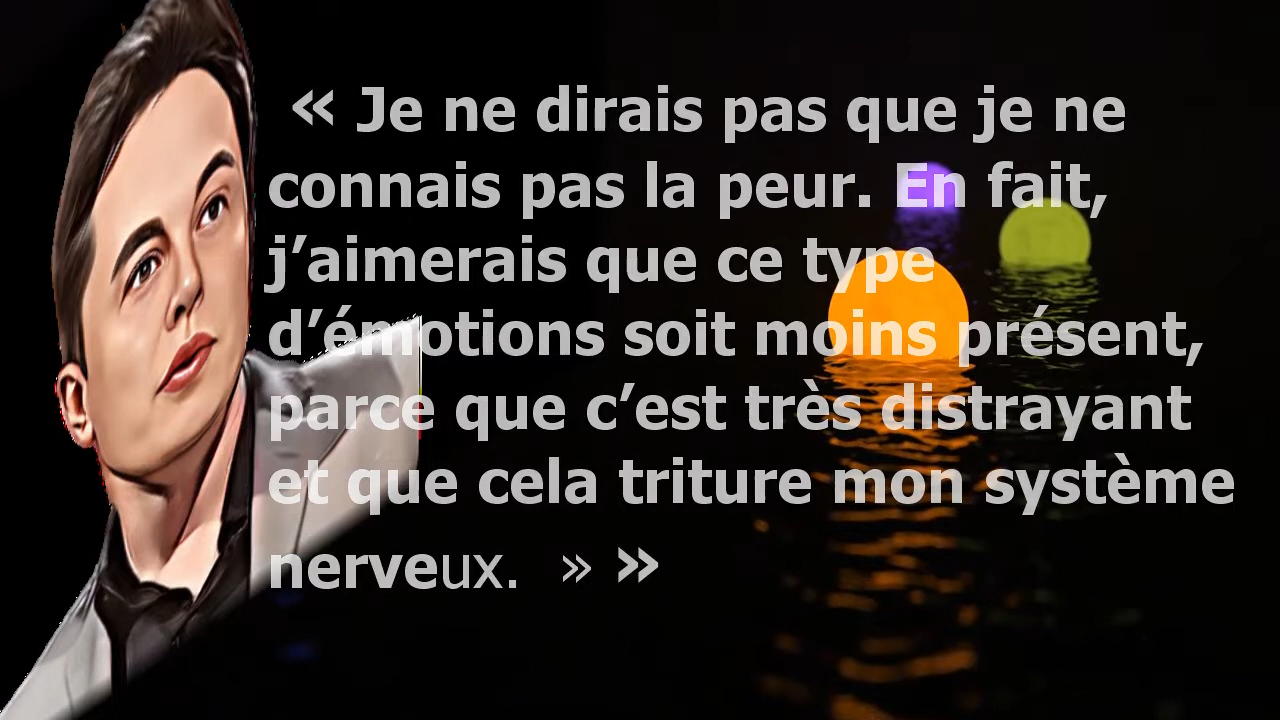 « Je ne dirais pas que je ne
connais pas la peur. En fait,
j’aimerais que ce type
d’émotions soit moins présent,
parce que c’est très distrayant
et que cela triture mon système
nerveux.  » »